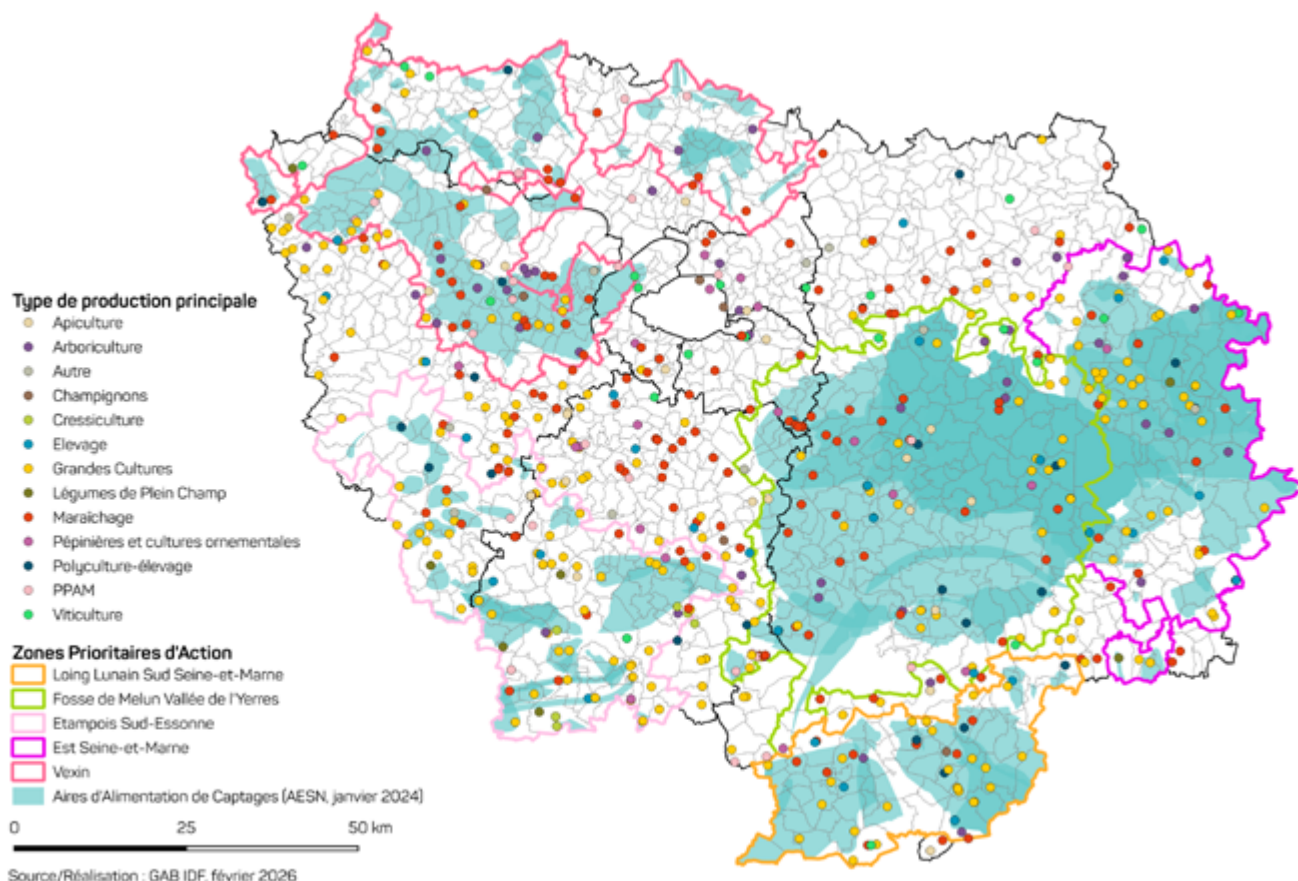 Type de production principale
Apiculture
Arboriculture
Autre
Champignons
Cressiculture
Elevage
Grandes Cultures
Légumes de Plein Champ
Maraîchage
Pépinières et cultures ornementales
Polyculture-élevage
PPAM
Viticulture
Zones Prioritaires d'Action
Loing Lunain Sud Seine-et-Marne
Fosse de Melun Vallée de l'Yerres
Etampois Sud-Essonne
Est Seine-et-Marne
Vexin
Aires d'Alimentation de Captages (AESN, janvier 2024)
0 25 50 km
Source/Réalisation : GAB IDF, février 2026